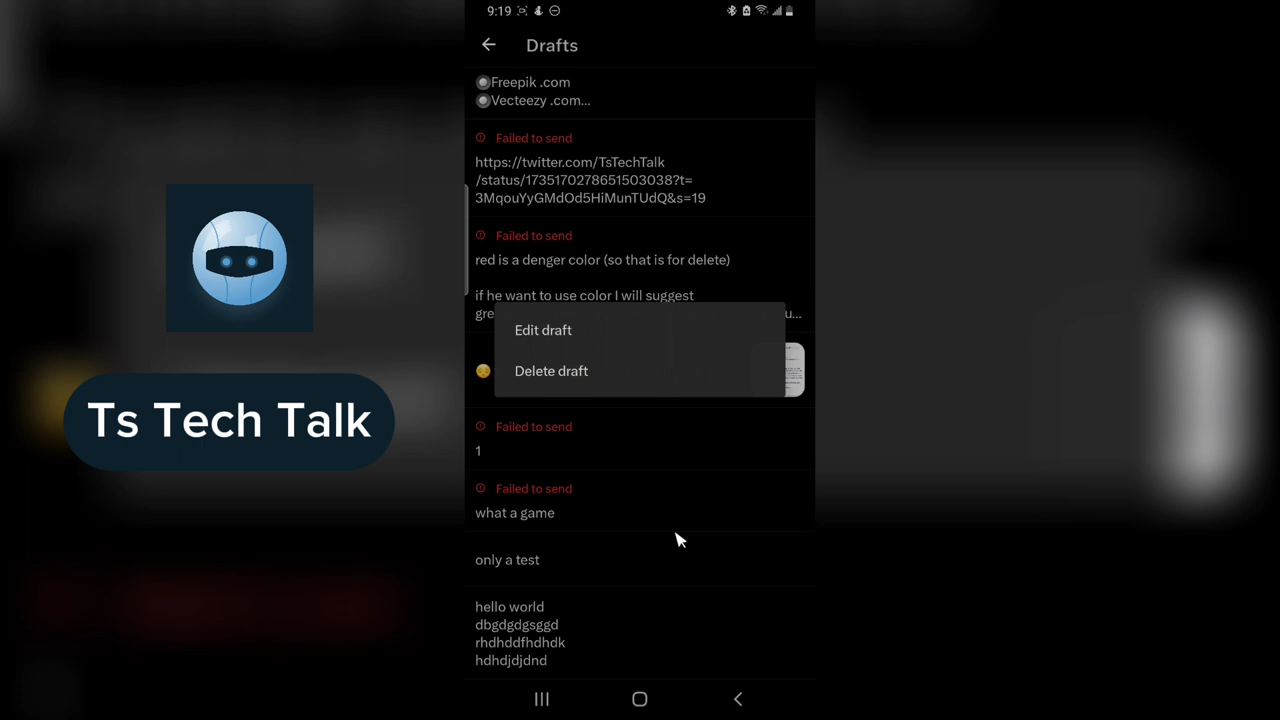 9:19
Drafts
Freepik .com
Vecteezy .com...
Failed to send
https://twitter.com/TsTechTalk
/status/1735170278651503038?t=
3MqouYyGMdOd5HiMunTUdQ&s=19
Failed to send
red is a denger color (so that is for delete)
if he want to use color I will suggest
gre u...
Edit draft
Delete draft
Failed to send
1
Failed to send
what a game
only a test
hello world
dbgdgdgsggd
rhdhddfhdhdk
hdhdjdjdnd
Ts Tech Talk